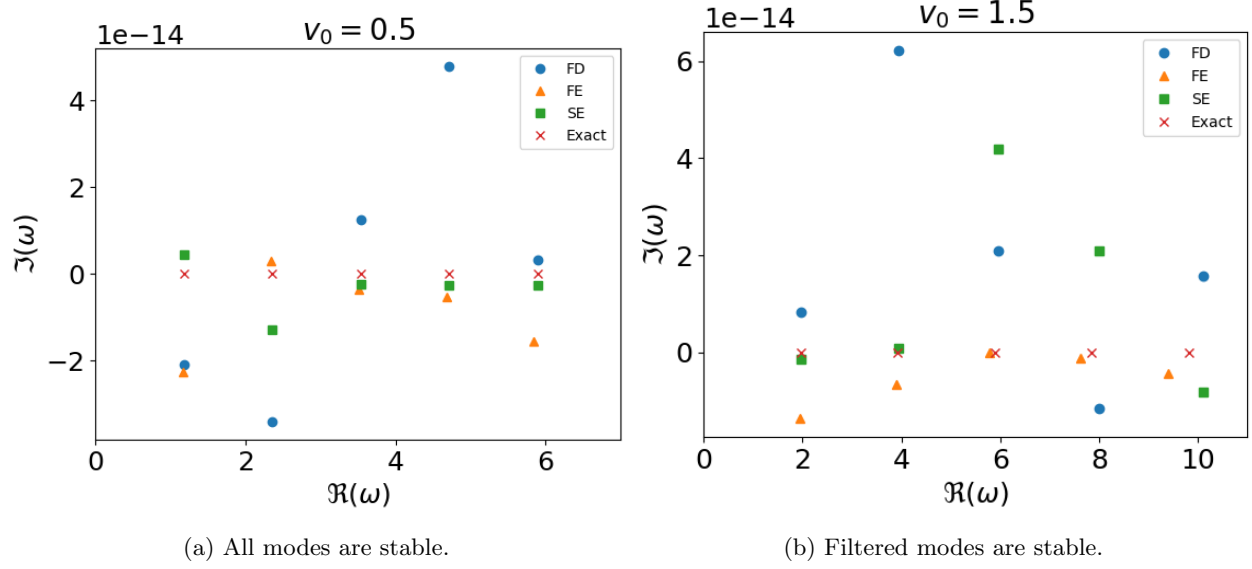 1e−14
v₀ = 0.5
FD
FE
SE
Exact
4
2
0
−2
ℑ(ω)
0 2 4 6
ℜ(ω)
(a) All modes are stable.
1e−14
v₀ = 1.5
FD
FE
SE
Exact
6
4
2
0
ℑ(ω)
0 2 4 6 8 10
ℜ(ω)
(b) Filtered modes are stable.